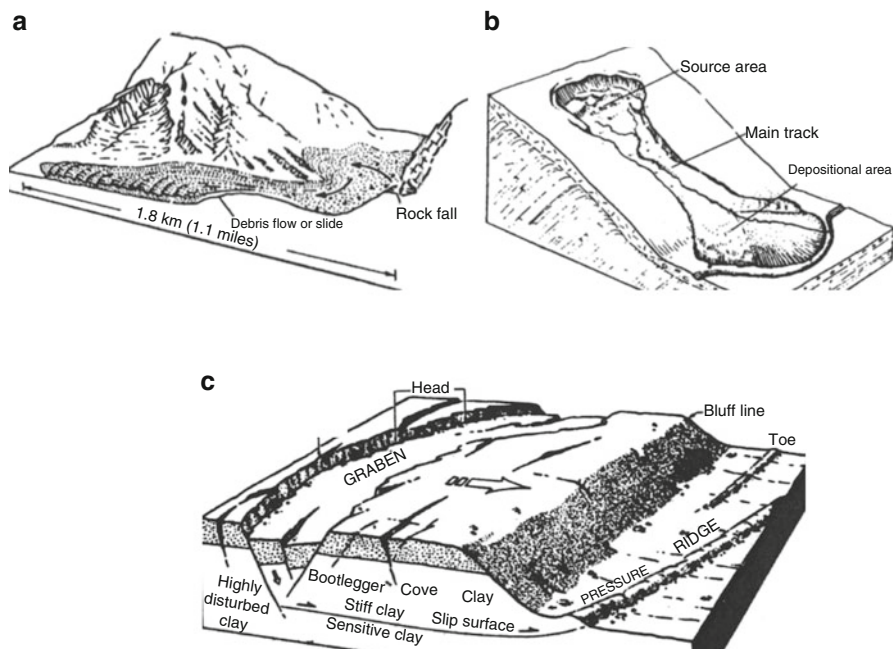 a
Debris flow or slide
Rock fall
1.8 km (1.1 miles)
b
Source area
Main track
Depositional area
c
Head
Bluff line
Toe
GRABEN
RIDGE
PRESSURE
Bootlegger Cove Clay
Highly
disturbed
clay
Stiff clay Slip surface
Sensitive clay